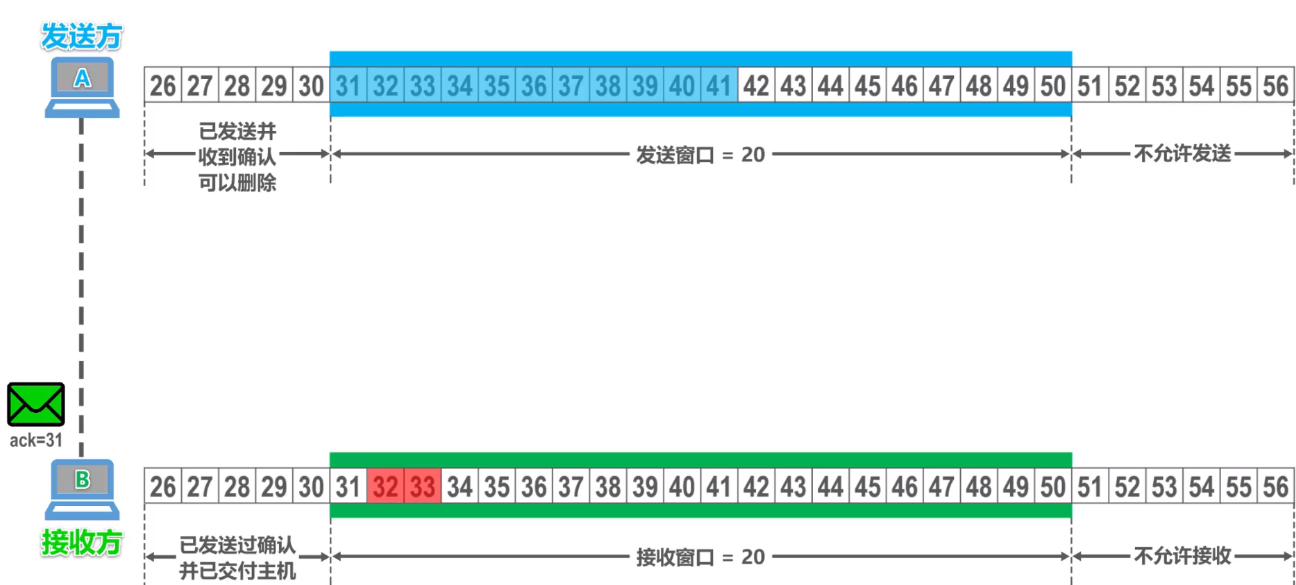 发送方
A
26 27 28 29 30 31 32 33 34 35 36 37 38 39 40 41 42 43 44 45 46 47 48 49 50 51 52 53 54 55 56
已发送并
收到确认
可以删除
发送窗口 = 20
不允许发送
ack=31
B
26 27 28 29 30 31 32 33 34 35 36 37 38 39 40 41 42 43 44 45 46 47 48 49 50 51 52 53 54 55 56
接收方
已发送过确认
并已交付主机
接收窗口 = 20
不允许接收